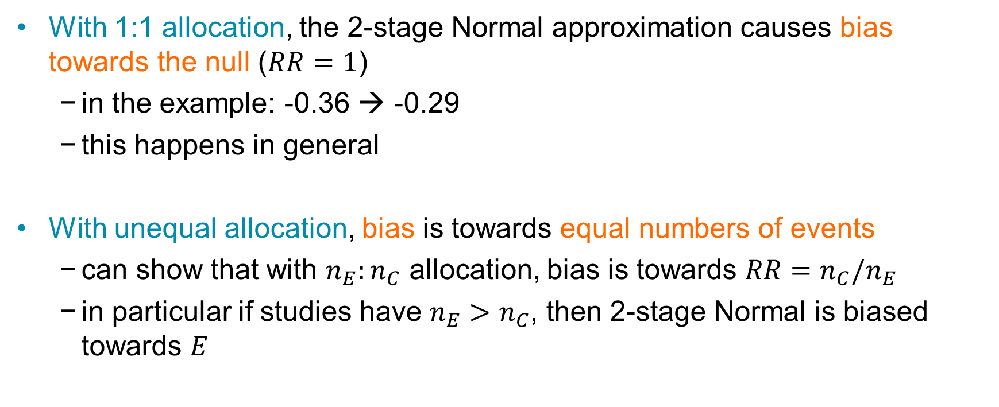 • With 1:1 allocation, the 2-stage Normal approximation causes bias
towards the null (RR = 1)
− in the example: -0.36 → -0.29
− this happens in general
• With unequal allocation, bias is towards equal numbers of events
− can show that with n_E : n_C allocation, bias is towards RR = n_C/n_E
− in particular if studies have n_E > n_C, then 2-stage Normal is biased
towards E